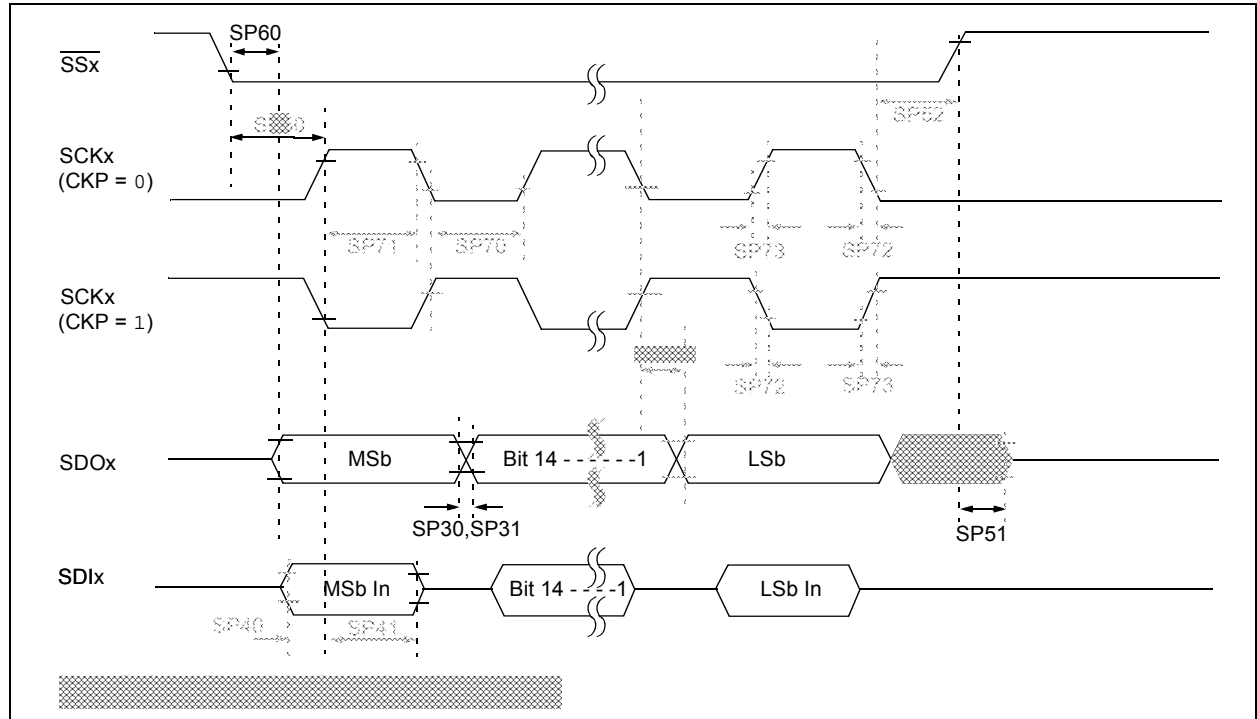 SP60
SSx
SCKx
(CKP = 0)
SP52
SP71
SP70
SP73
SP72
SCKx
(CKP = 1)
SP72
SP73
SDOx
MSb
Bit 14 - - - - - -1
LSb
SP30,SP31
SP51
SDIx
MSb In
Bit 14 - - - -1
LSb In
SP40
SP41